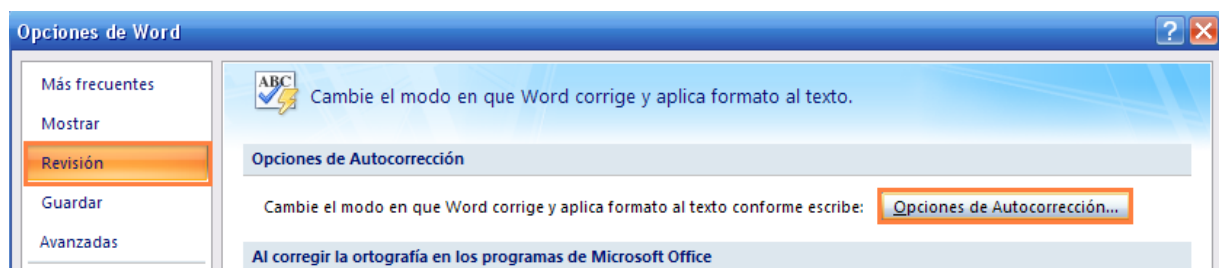 Opciones de Word
?
Más frecuentes
Mostrar
Revisión
Guardar
Avanzadas
ABC
Cambie el modo en que Word corrige y aplica formato al texto.
Opciones de Autocorrección
Cambie el modo en que Word corrige y aplica formato al texto conforme escribe: Opciones de Autocorrección...
Al corregir la ortografía en los programas de Microsoft Office